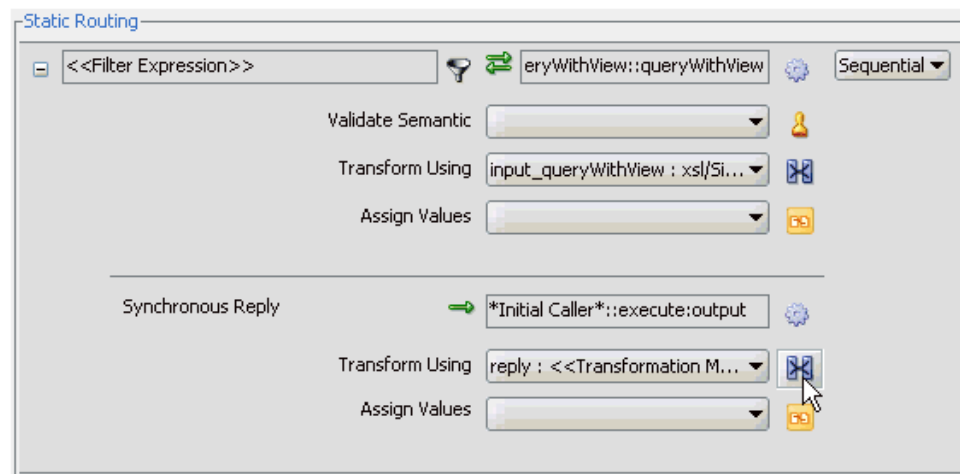 Static Routing
<<Filter Expression>> eryWithView::queryWithView Sequential
Validate Semantic
Transform Using input_queryWithView : xsl/Si...
Assign Values
Synchronous Reply *Initial Caller*::execute:output
Transform Using reply : <<Transformation M...
Assign Values